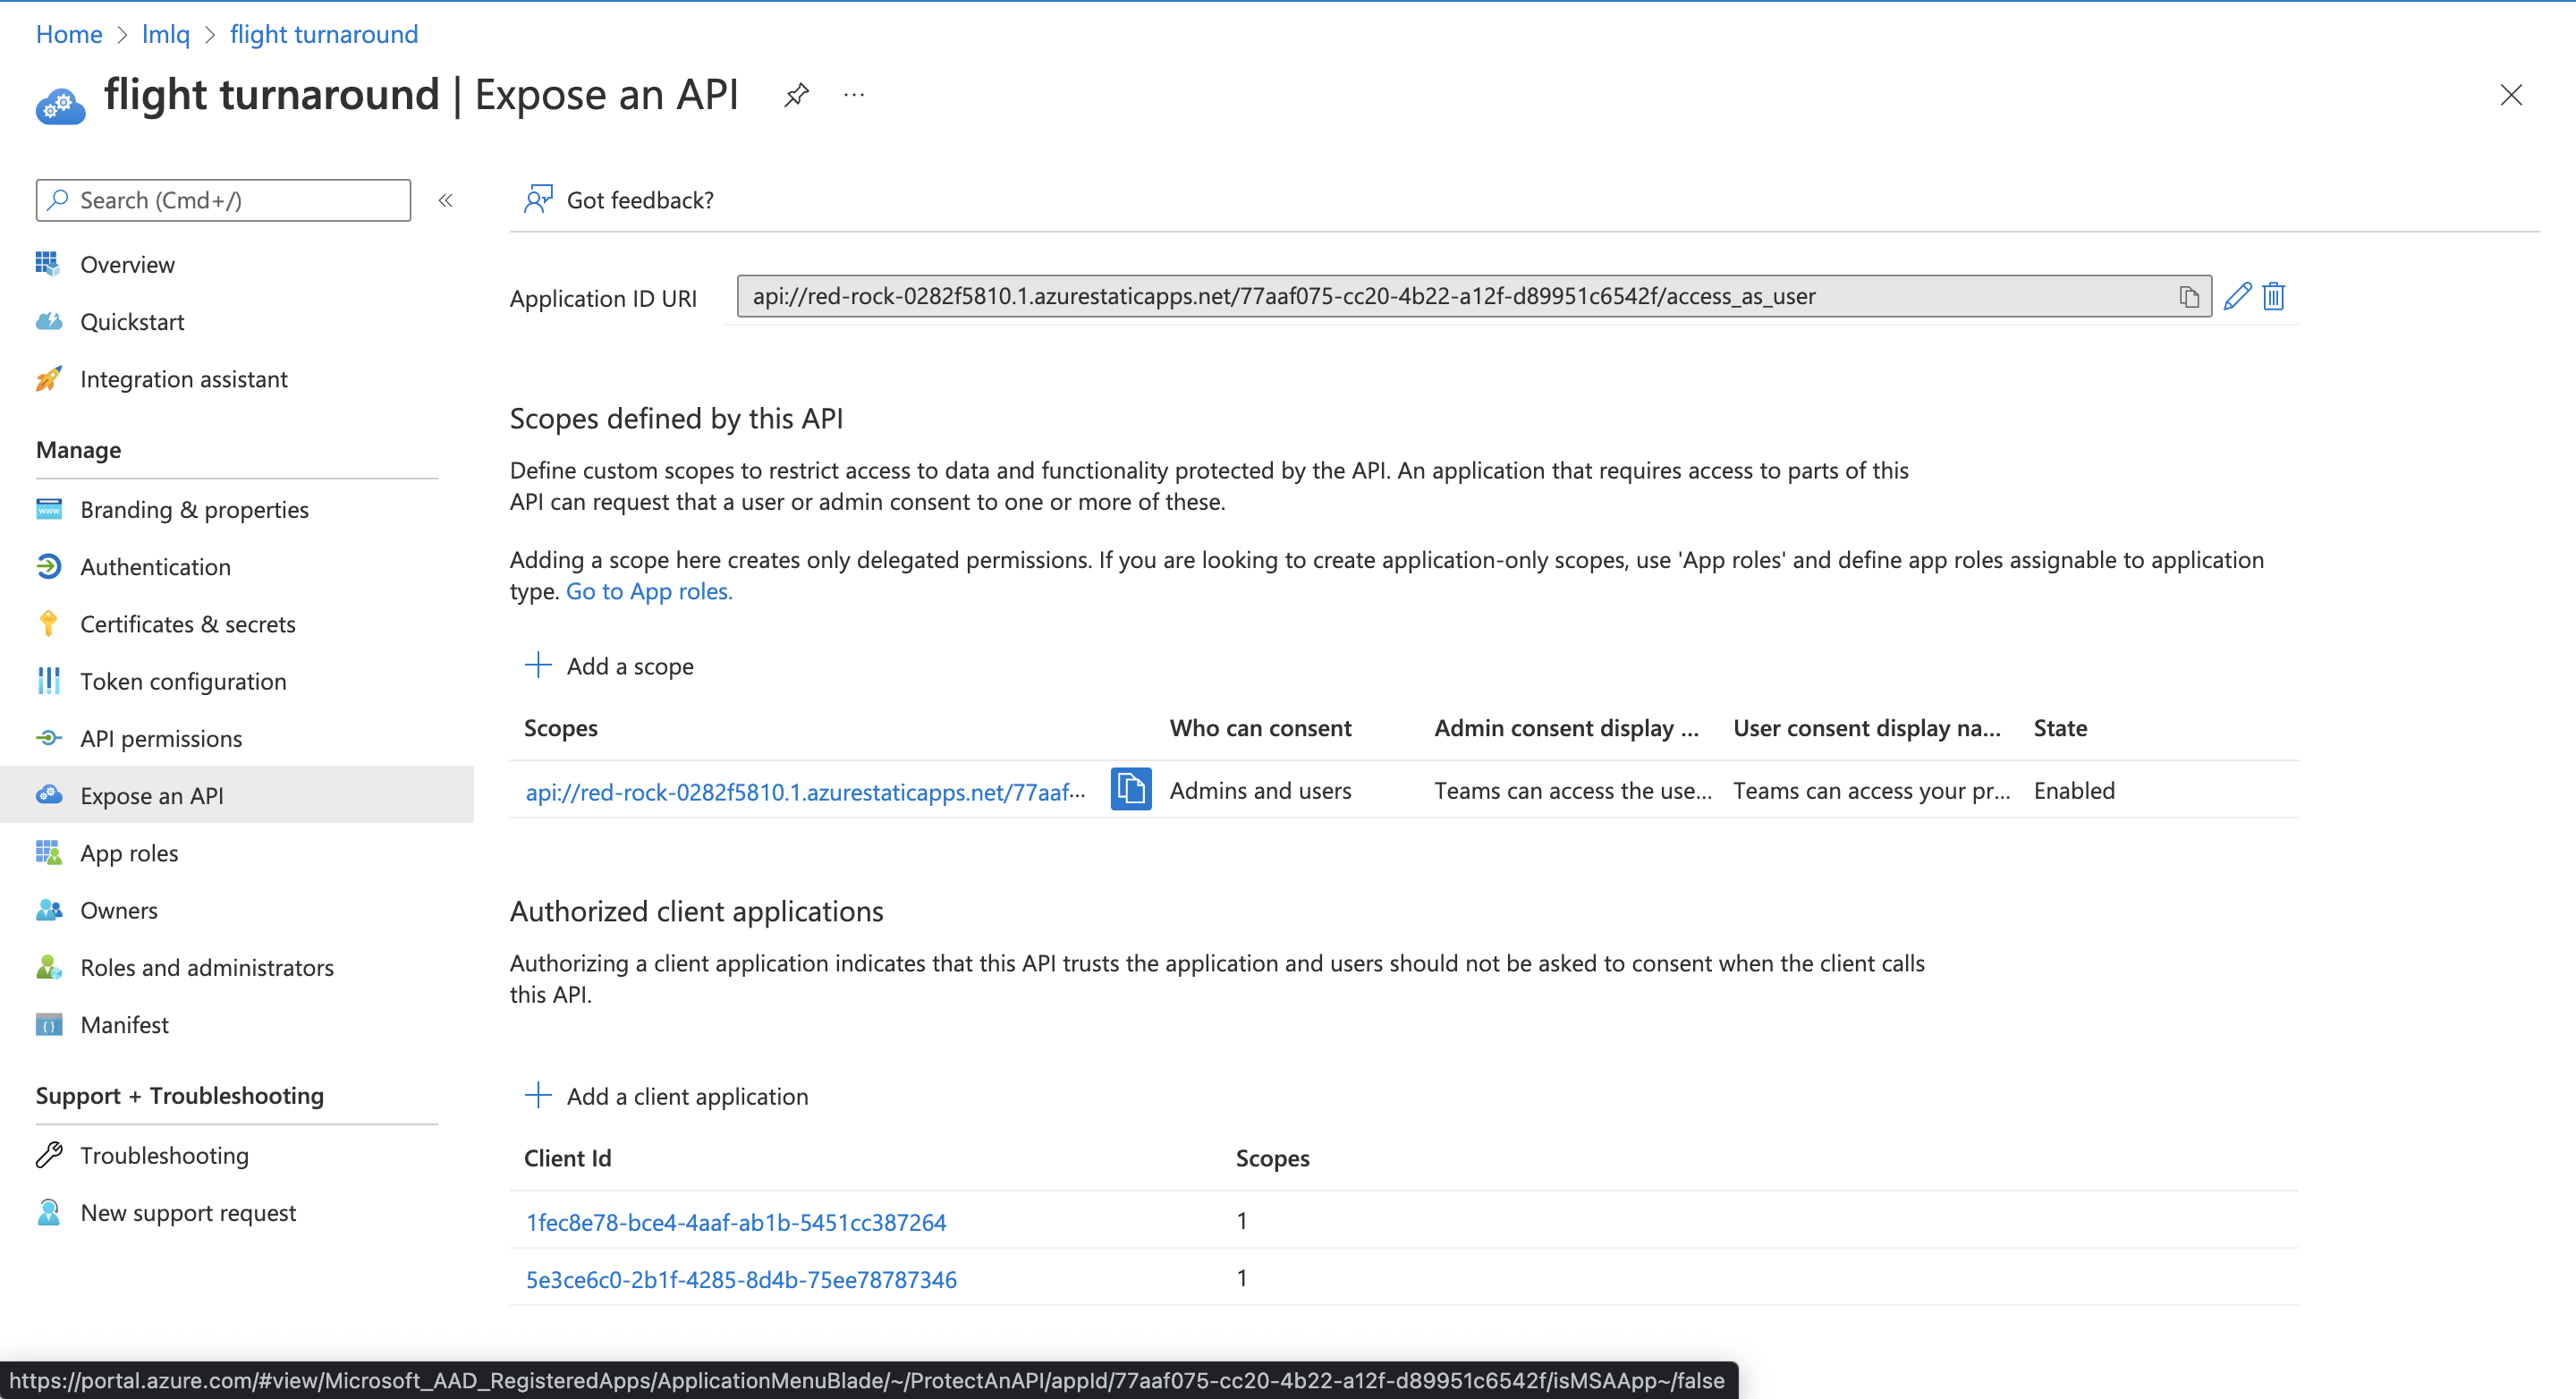 Home > lmlq > flight turnaround
flight turnaround | Expose an API ...
Search (Cmd+/) «
Got feedback?
Overview
Quickstart
Integration assistant
Manage
Branding & properties
Authentication
Certificates & secrets
Token configuration
API permissions
Expose an API
App roles
Owners
Roles and administrators
Manifest
Support + Troubleshooting
Troubleshooting
New support request
Application ID URI
api://red-rock-0282f5810.1.azurestaticapps.net/77aaf075-cc20-4b22-a12f-d89951c6542f/access_as_user
Scopes defined by this API
Define custom scopes to restrict access to data and functionality protected by the API. An application that requires access to parts of this
API can request that a user or admin consent to one or more of these.
Adding a scope here creates only delegated permissions. If you are looking to create application-only scopes, use 'App roles' and define app roles assignable to application
type. Go to App roles.
Add a scope
Scopes Who can consent Admin consent display ... User consent display na... State
api://red-rock-0282f5810.1.azurestaticapps.net/77aaf... Admins and users Teams can access the use... Teams can access your pr... Enabled
Authorized client applications
Authorizing a client application indicates that this API trusts the application and users should not be asked to consent when the client calls
this API.
Add a client application
Client Id Scopes
1fec8e78-bce4-4aaf-ab1b-5451cc387264 1
5e3ce6c0-2b1f-4285-8d4b-75ee78787346 1
https://portal.azure.com/#view/Microsoft_AAD_RegisteredApps/ApplicationMenuBlade/~/ProtectAnAPI/appId/77aaf075-cc20-4b22-a12f-d89951c6542f/isMSAApp~/false